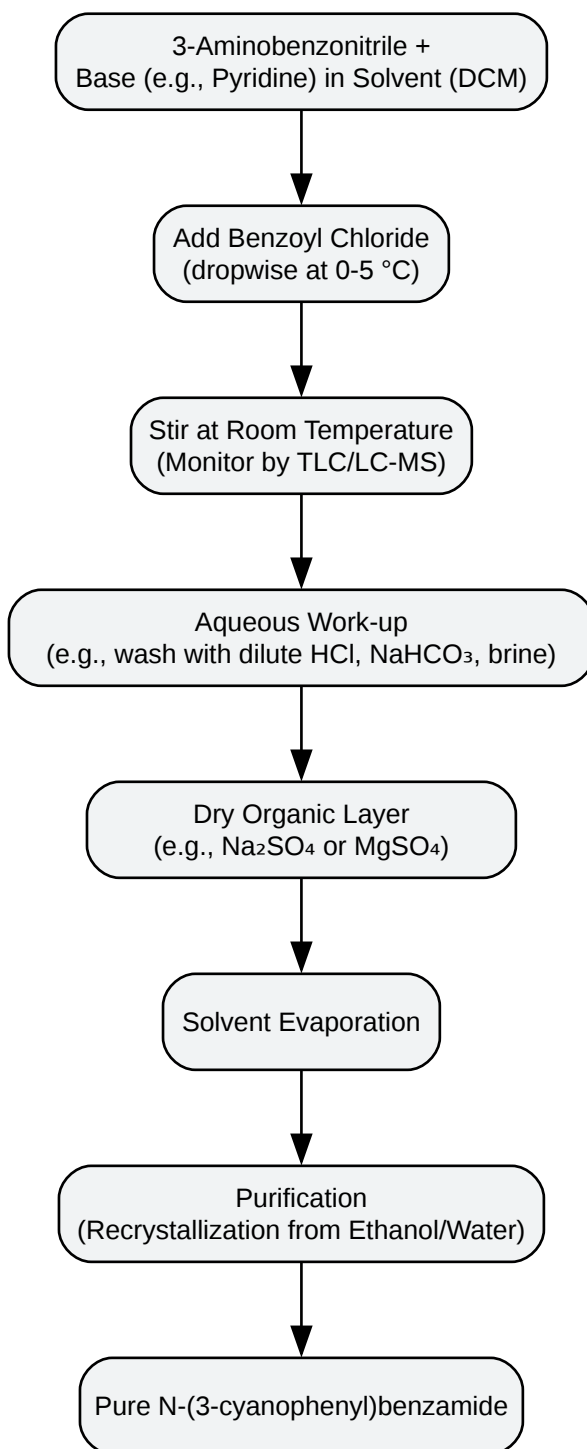 3-Aminobenzonitrile +
Base (e.g., Pyridine) in Solvent (DCM)
Add Benzoyl Chloride
(dropwise at 0-5 °C)
Stir at Room Temperature
(Monitor by TLC/LC-MS)
Aqueous Work-up
(e.g., wash with dilute HCl, NaHCO₃, brine)
Dry Organic Layer
(e.g., Na₂SO₄ or MgSO₄)
Solvent Evaporation
Purification
(Recrystallization from Ethanol/Water)
Pure N-(3-cyanophenyl)benzamide